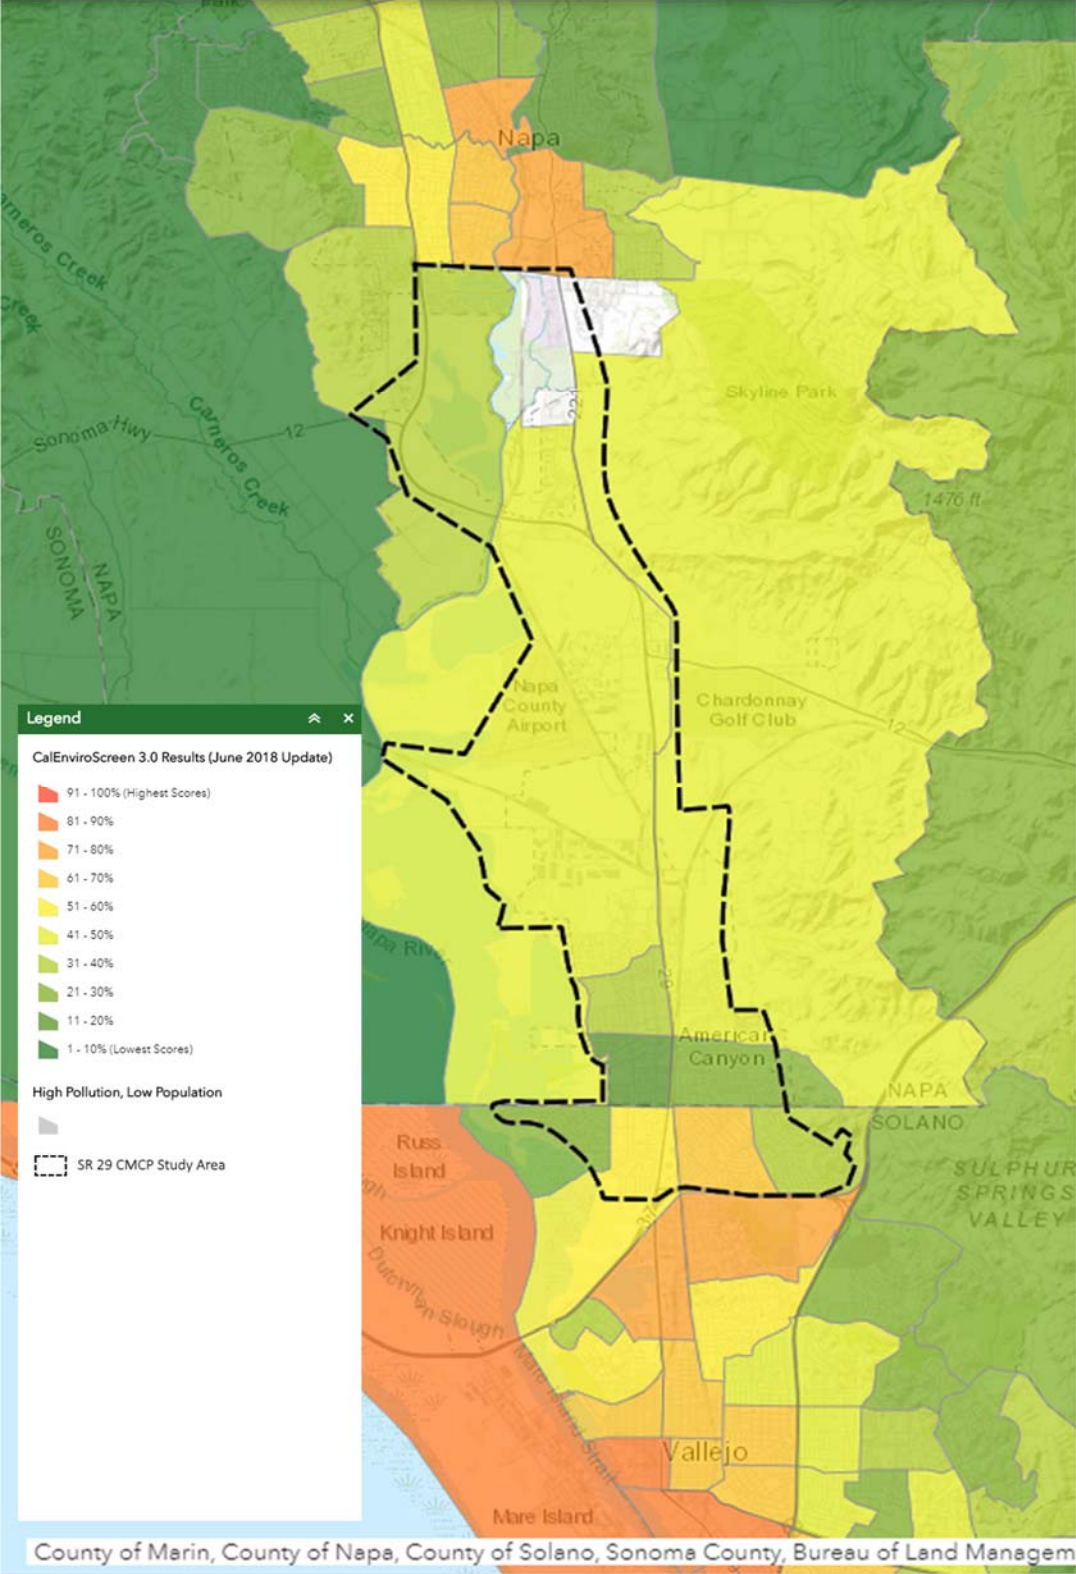 Napa
Carneros Creek
Creek
Carneros Creek
Sonoma Hwy
12
221
Skyline Park
1476 ft
SONOMA
NAPA
Napa
County
Airport
Chardonnay
Golf Club
12
Legend
CalEnviroScreen 3.0 Results (June 2018 Update)
91 - 100% (Highest Scores)
81 - 90%
71 - 80%
61 - 70%
51 - 60%
41 - 50%
31 - 40%
21 - 30%
11 - 20%
1 - 10% (Lowest Scores)
High Pollution, Low Population
SR 29 CMCP Study Area
Napa River
29
American
Canyon
NAPA
SOLANO
Russ
Island
SULPHUR
SPRINGS
VALLEY
37
Knight Island
Dutchman Slough
Mare Island Strait
Vallejo
Mare Island
County of Marin, County of Napa, County of Solano, Sonoma County, Bureau of Land Managem